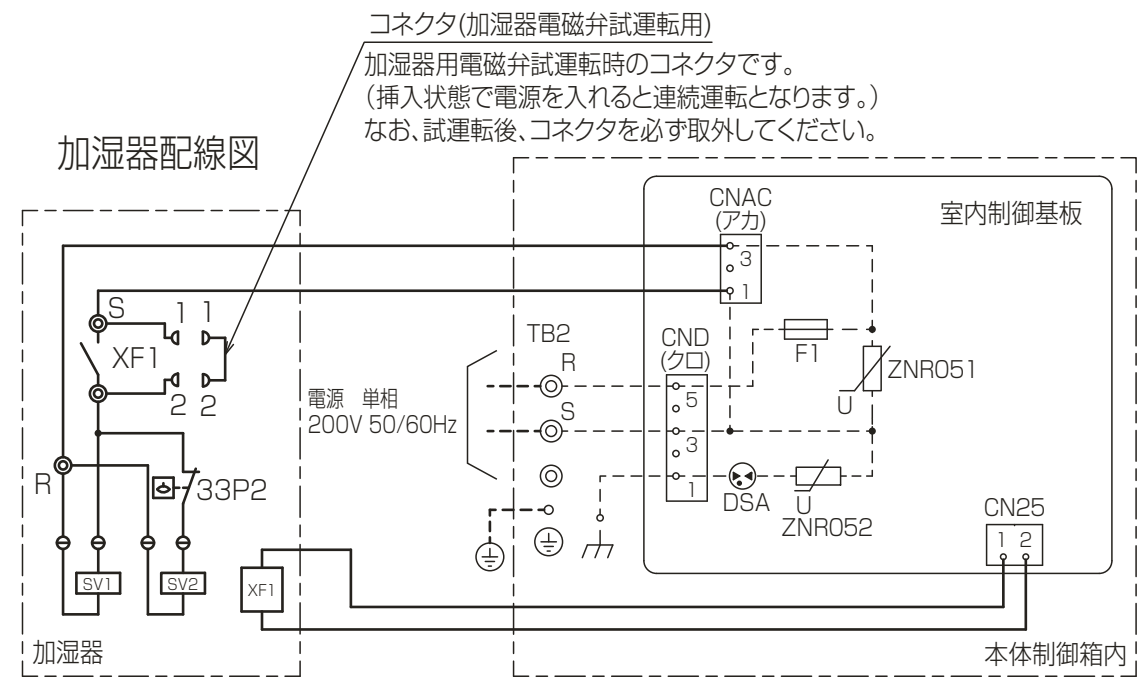 コネクタ(加湿器電磁弁試運転用)
加湿器用電磁弁試運転時のコネクタです。
(挿入状態で電源を入れると連続運転となります。)
なお、試運転後、コネクタを必ず取外してください。
加湿器配線図
室内制御基板
CNAC
(アカ)
3
1
S
1 1
XF1
2 2
R
33P2
SV1
SV2
XF1
加湿器
電源 単相
200V 50/60Hz
TB2
R
S
CND
(クロ)
5
3
1
F1
ZNR051
U
DSA
U
ZNR052
CN25
1 2
本体制御箱内